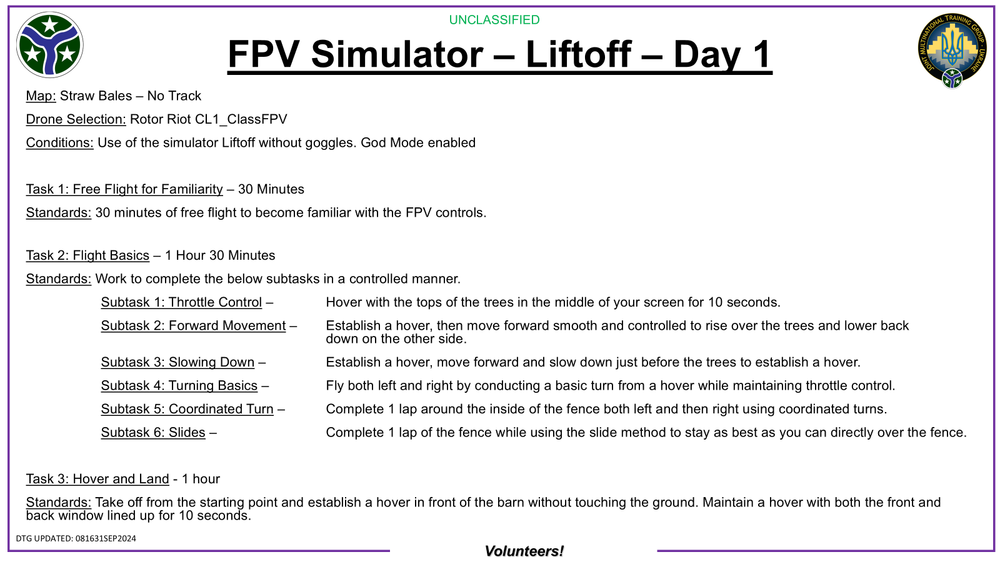 UNCLASSIFIED
FPV Simulator – Liftoff – Day 1
JOINT MULTINATIONAL TRAINING GROUP - UKRAINE
Map: Straw Bales – No Track
Drone Selection: Rotor Riot CL1_ClassFPV
Conditions: Use of the simulator Liftoff without goggles. God Mode enabled
Task 1: Free Flight for Familiarity – 30 Minutes
Standards: 30 minutes of free flight to become familiar with the FPV controls.
Task 2: Flight Basics – 1 Hour 30 Minutes
Standards: Work to complete the below subtasks in a controlled manner.
Subtask 1: Throttle Control – Hover with the tops of the trees in the middle of your screen for 10 seconds.
Subtask 2: Forward Movement – Establish a hover, then move forward smooth and controlled to rise over the trees and lower back
down on the other side.
Subtask 3: Slowing Down – Establish a hover, move forward and slow down just before the trees to establish a hover.
Subtask 4: Turning Basics – Fly both left and right by conducting a basic turn from a hover while maintaining throttle control.
Subtask 5: Coordinated Turn – Complete 1 lap around the inside of the fence both left and then right using coordinated turns.
Subtask 6: Slides – Complete 1 lap of the fence while using the slide method to stay as best as you can directly over the fence.
Task 3: Hover and Land - 1 hour
Standards: Take off from the starting point and establish a hover in front of the barn without touching the ground. Maintain a hover with both the front and
back window lined up for 10 seconds.
DTG UPDATED: 081631SEP2024
Volunteers!